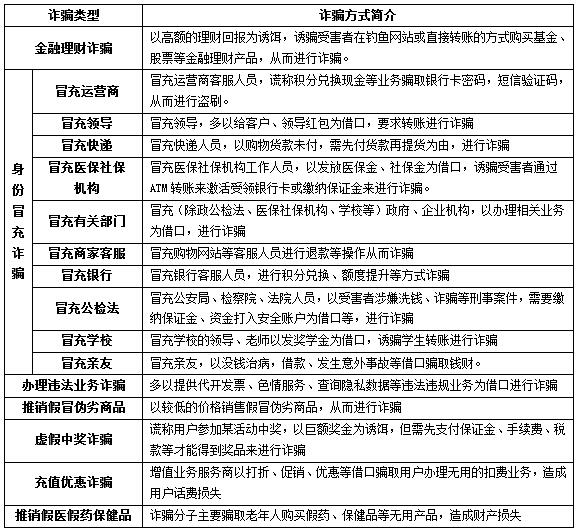 诈骗类型
诈骗方式简介
金融理财诈骗
以高额的理财回报为诱饵，诱骗受害者在钓鱼网站或直接转账的方式购买基金、
股票等金融理财产品，从而进行诈骗。
身份冒充诈骗
冒充运营商
冒充运营商客服人员，谎称积分兑换现金等业务骗取银行卡密码，短信验证码，
从而进行盗刷。
冒充领导
冒充领导，多以给客户、领导红包为借口，要求转账进行诈骗
冒充快递
冒充快递人员，以购物货款未付，需先付货款再提货为由，进行诈骗
冒充医保社保
机构
冒充医保社保机构工作人员，以发放医保金、社保金为借口，诱骗受害者通过
ATM 转账来激活受领银行卡或缴纳保证金来进行诈骗。
冒充有关部门
冒充（除政公检法、医保社保机构、学校等）政府、企业机构，以办理相关业务
为借口，进行诈骗
冒充商家客服
冒充购物网站等客服人员进行退款等操作从而诈骗
冒充银行
冒充银行客服人员，进行积分兑换、额度提升等方式诈骗
冒充公检法
冒充公安局、检察院、法院人员，以受害者涉嫌洗钱、诈骗等刑事案件，需要缴
纳保证金、资金打入安全账户为借口等，进行诈骗
冒充学校
冒充学校的领导、老师以发奖学金为借口，诱骗学生转账进行诈骗
冒充亲友
冒充亲友，以没钱治病，借款、发生意外事故等借口骗取钱财。
办理违法业务诈骗
多以提供代开发票、色情服务、查询隐私数据等违法违规业务为借口进行诈骗
推销假冒伪劣商品
以较低的价格销售假冒伪劣商品，从而进行诈骗
虚假中奖诈骗
谎称用户参加某活动中奖，以巨额奖金为诱饵，但需先支付保证金、手续费、税
款等才能得到奖品来进行诈骗
充值优惠诈骗
增值业务服务商以打折、促销、优惠等借口骗取用户办理无用的扣费业务，造成
用户话费损失
推销假医假药保健品
诈骗分子主要骗取老年人购买假药、保健品等无用产品，造成财产损失